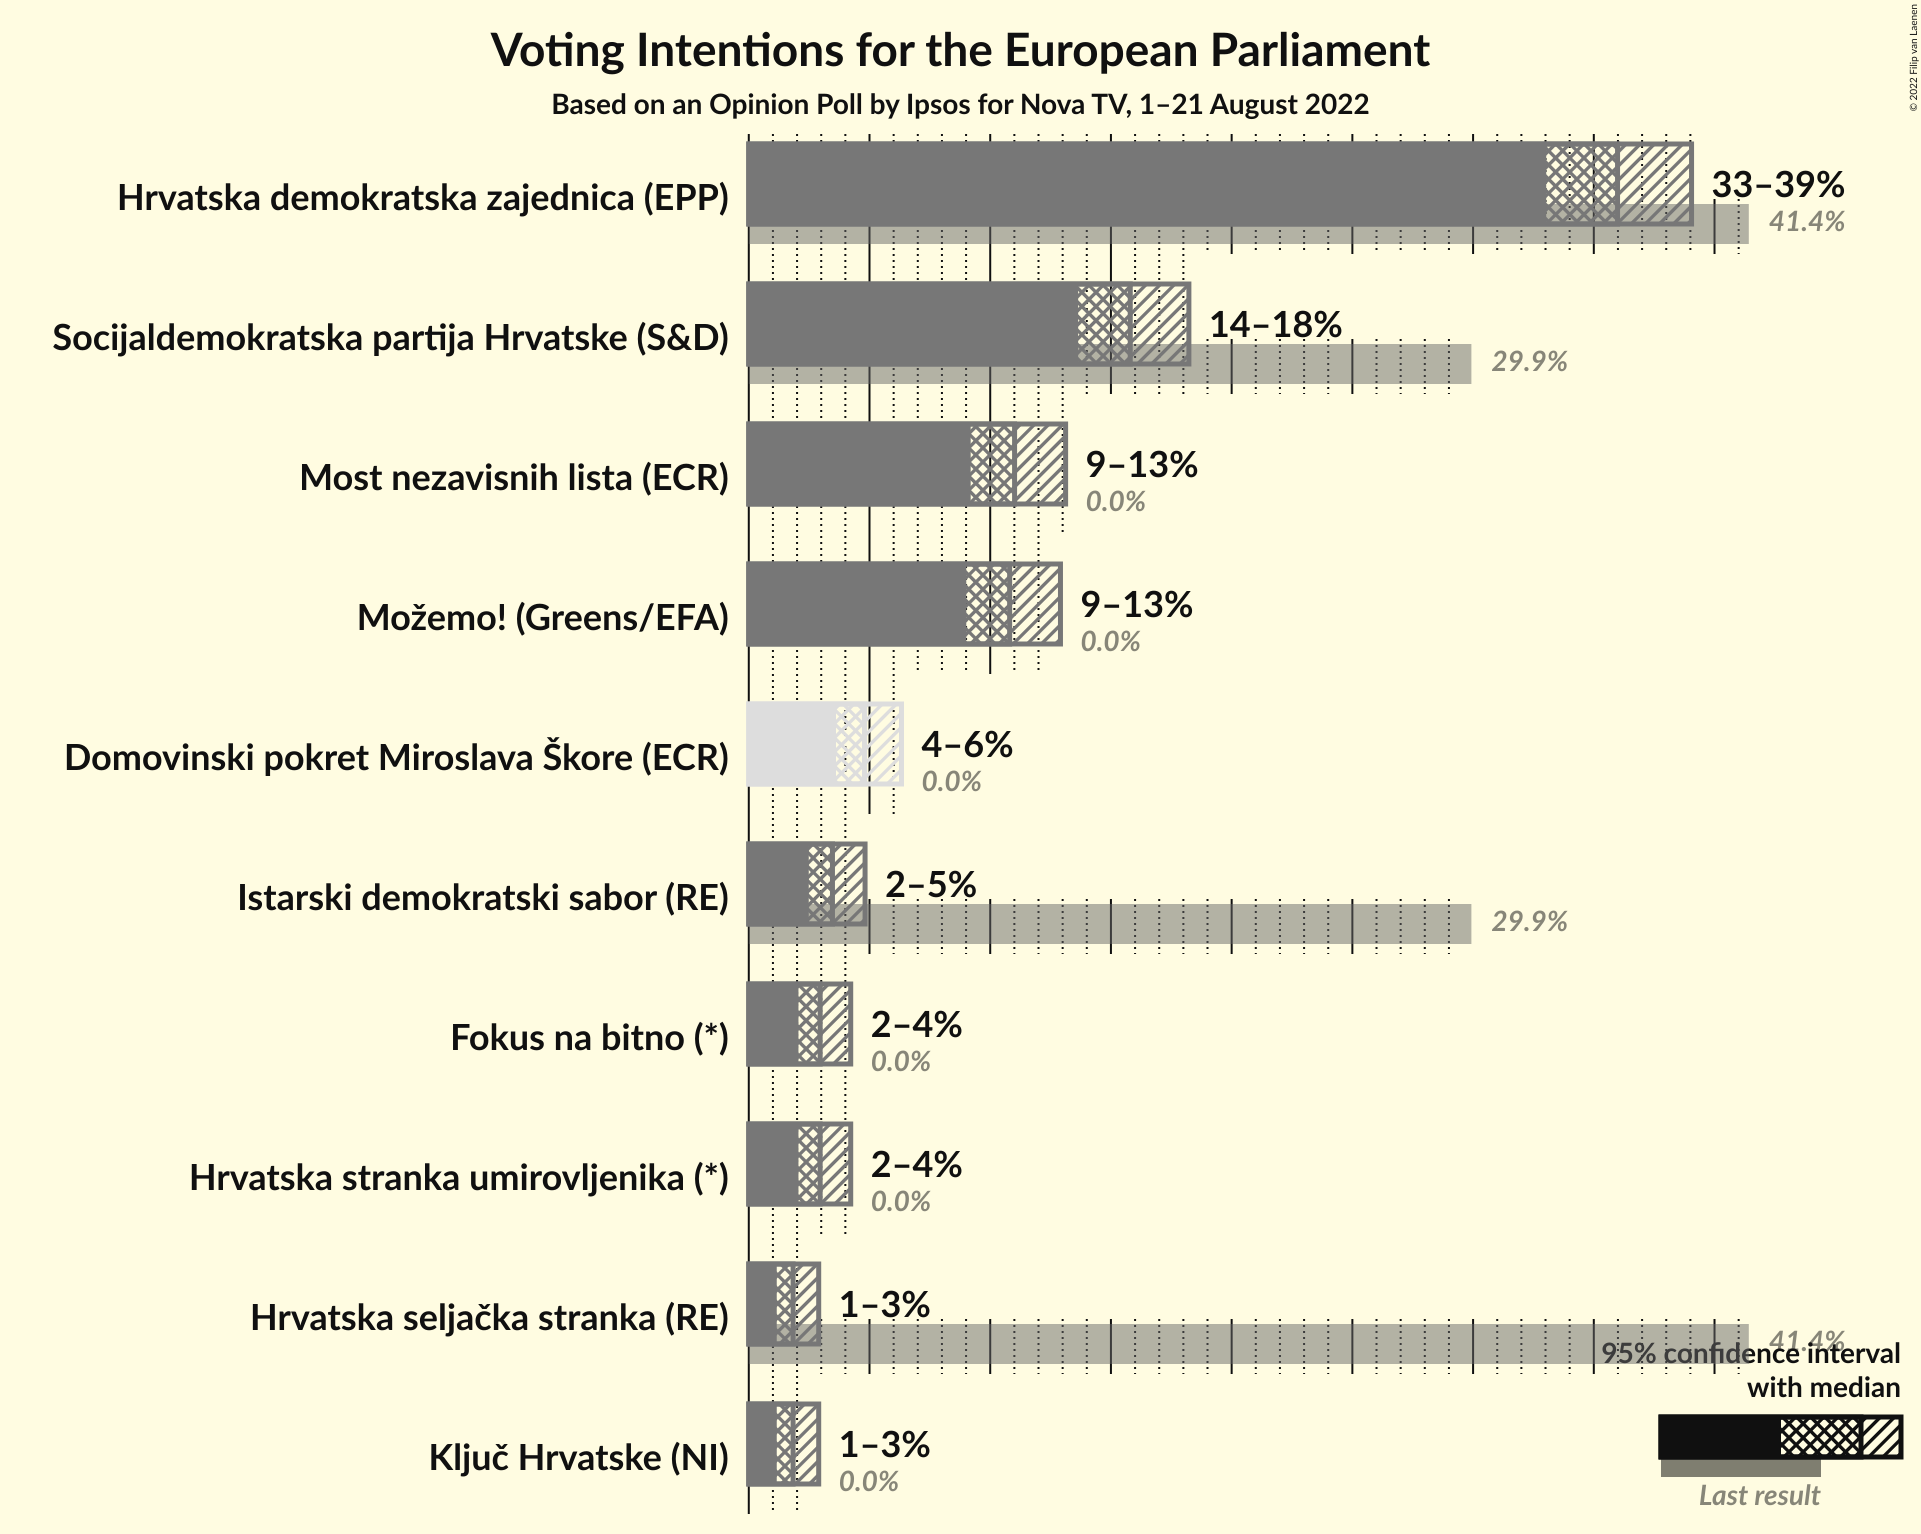 Voting Intentions for the European Parliament
Based on an Opinion Poll by Ipsos for Nova TV, 1–21 August 2022
© 2022 Filip van Laenen
Hrvatska demokratska zajednica (EPP)
33–39%
41.4%
Socijaldemokratska partija Hrvatske (S&D)
14–18%
29.9%
Most nezavisnih lista (ECR)
9–13%
0.0%
Možemo! (Greens/EFA)
9–13%
0.0%
Domovinski pokret Miroslava Škore (ECR)
4–6%
0.0%
Istarski demokratski sabor (RE)
2–5%
29.9%
Fokus na bitno (*)
2–4%
0.0%
Hrvatska stranka umirovljenika (*)
2–4%
0.0%
Hrvatska seljačka stranka (RE)
1–3%
41.4%
Ključ Hrvatske (NI)
1–3%
0.0%
95% confidence interval
with median
Last result